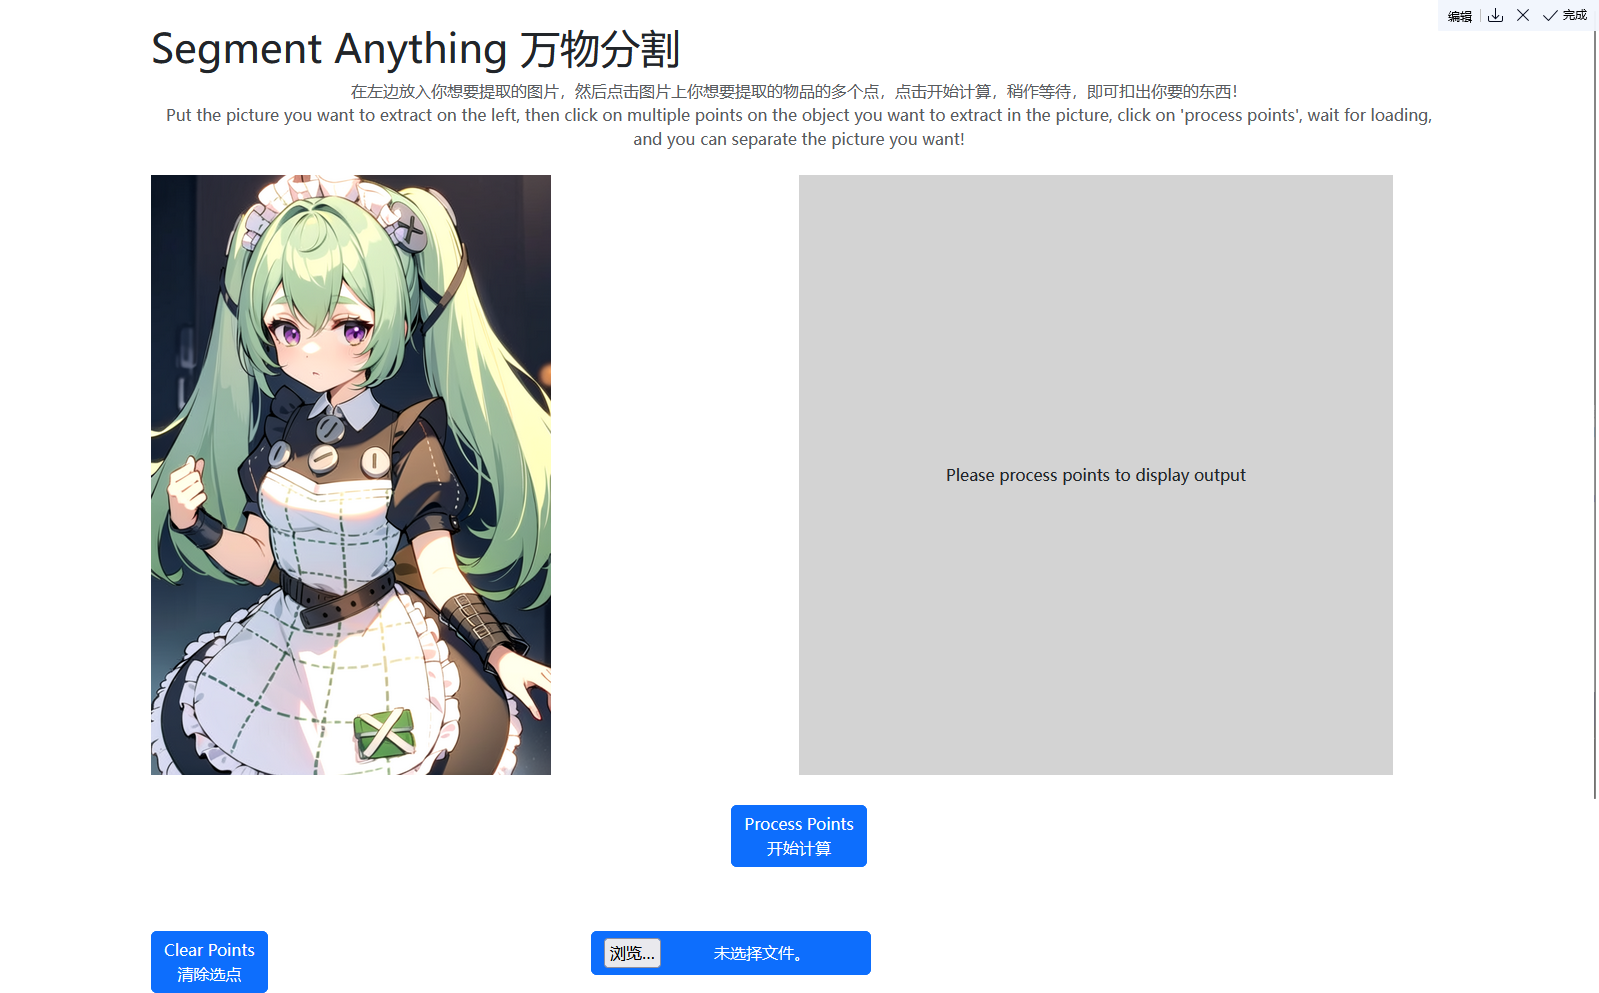 编辑
完成
Segment Anything 万物分割
在左边放入你想要提取的图片，然后点击图片上你想要提取的物品的多个点，点击开始计算，稍作等待，即可扣出你要的东西！
Put the picture you want to extract on the left, then click on multiple points on the object you want to extract in the picture, click on 'process points', wait for loading,
and you can separate the picture you want!
Please process points to display output
Process Points
开始计算
Clear Points
清除选点
浏览… 未选择文件。